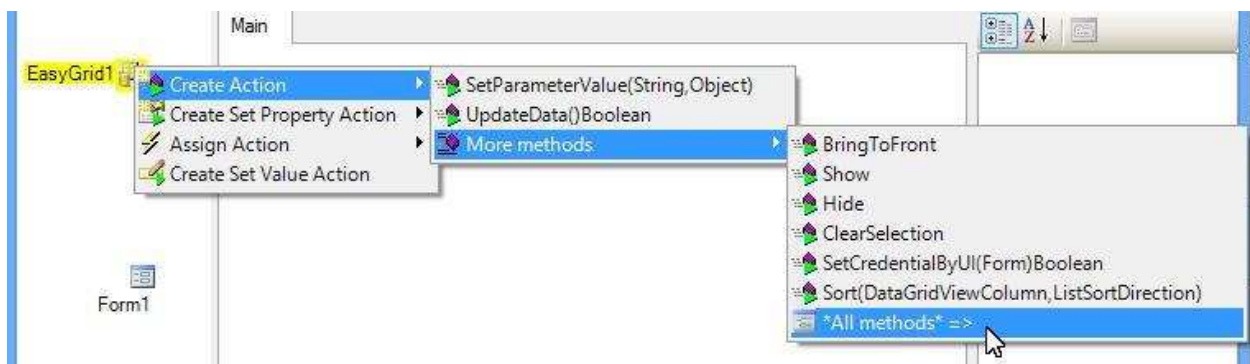 Main
EasyGrid1
Create Action
SetParameterValue(String,Object)
Create Set Property Action
UpdateData()Boolean
Assign Action
More methods
BringToFront
Create Set Value Action
Show
Hide
ClearSelection
SetCredentialByUI(Form)Boolean
Form1
Sort(DataGridViewColumn,ListSortDirection)
*All methods* =>